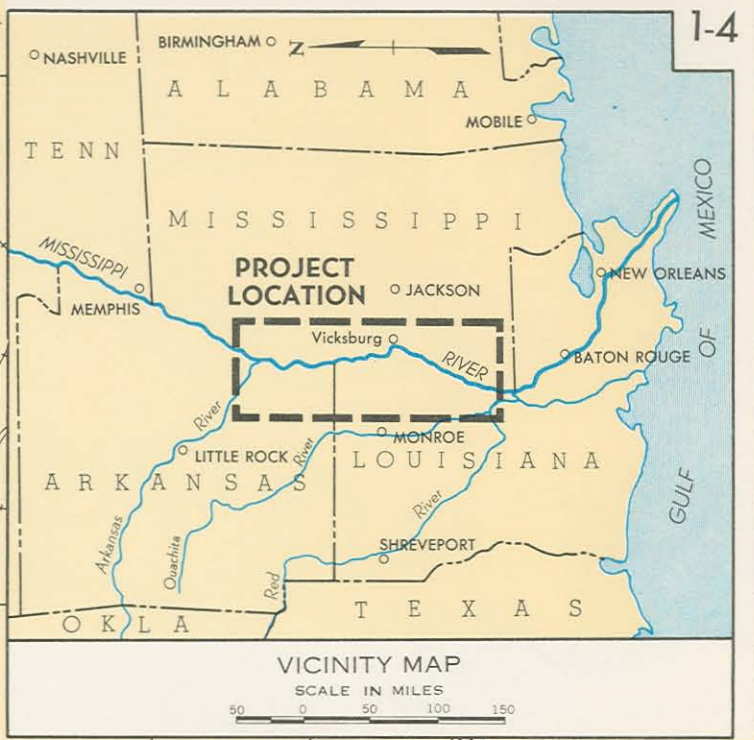 1-4
BIRMINGHAM
Z
NASHVILLE
ALABAMA
MOBILE
TENN
MISSISSIPPI
MEXICO
MISSISSIPPI
PROJECT
LOCATION
NEW ORLEANS
JACKSON
MEMPHIS
Vicksburg
RIVER
OF
BATON ROUGE
River
MONROE
LITTLE ROCK
River
LOUISIANA
ARKANSAS
GULF
River
Arkansas
Ouachita
SHREVEPORT
Red
TEXAS
OKLA
VICINITY MAP
SCALE IN MILES
50 0 50 100 150